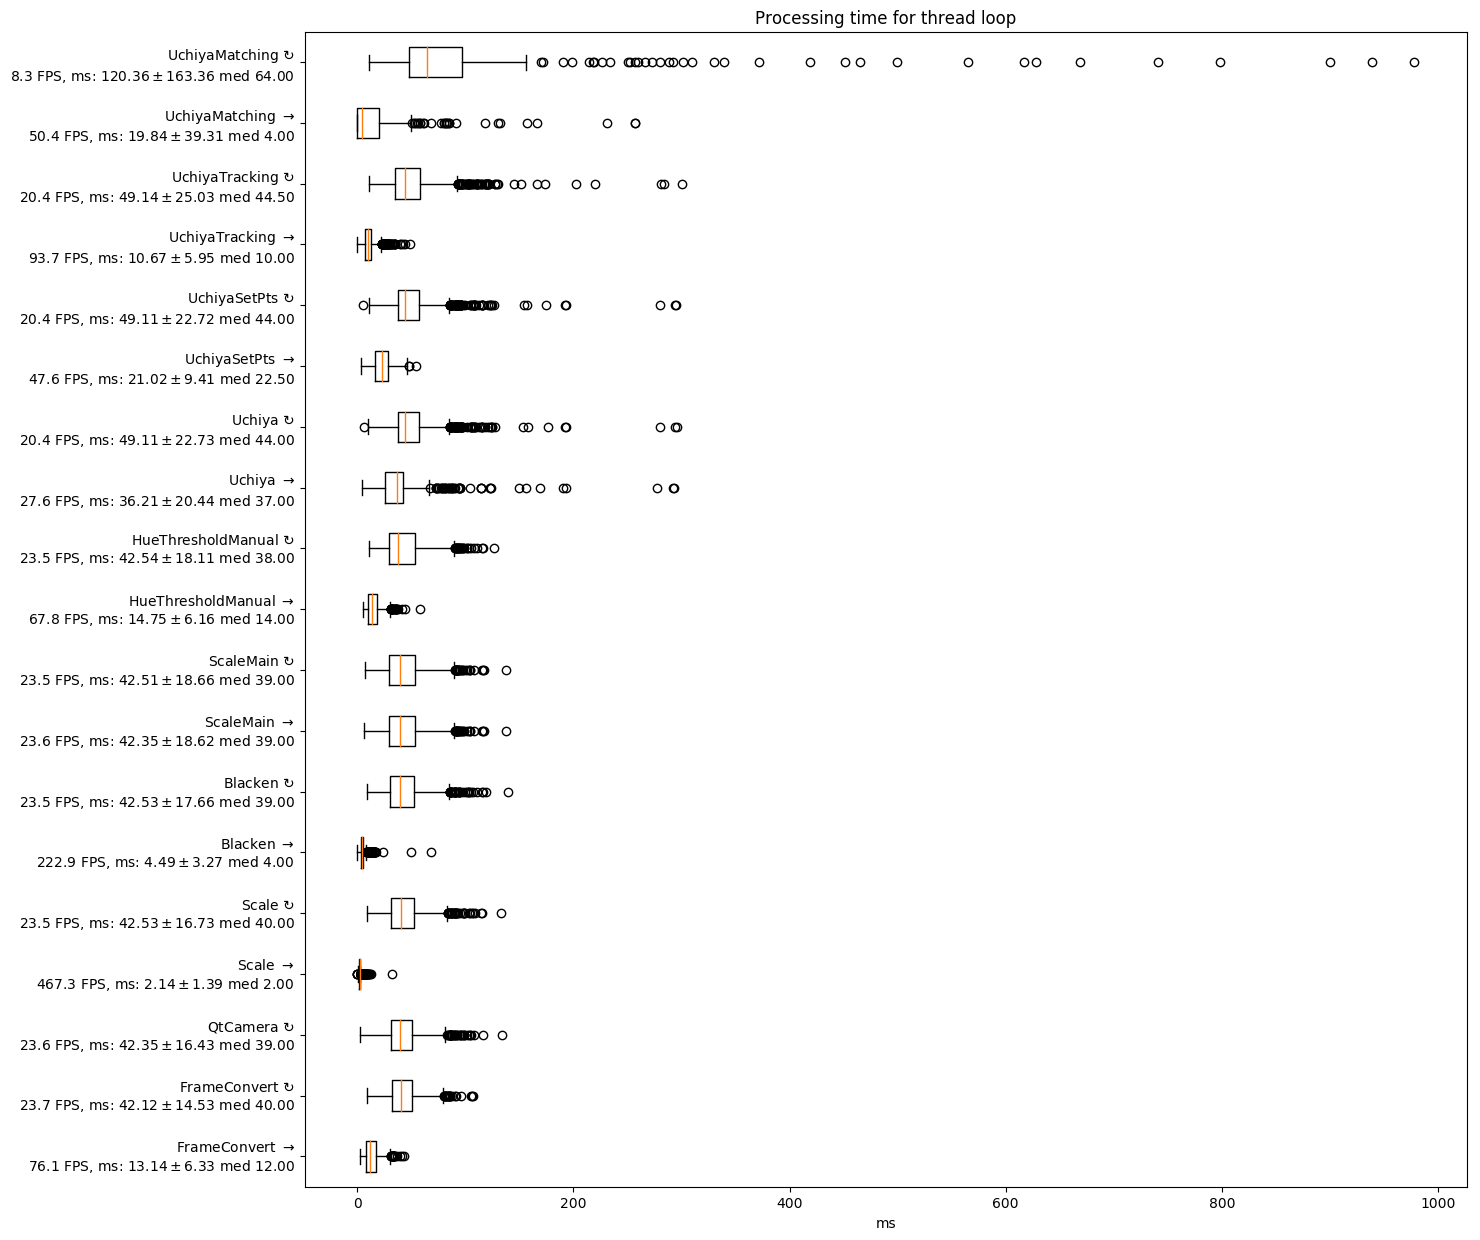 Processing time for thread loop
UchiyaMatching ↻
8.3 FPS, ms: 120.36 ± 163.36 med 64.00
UchiyaMatching →
50.4 FPS, ms: 19.84 ± 39.31 med 4.00
UchiyaTracking ↻
20.4 FPS, ms: 49.14 ± 25.03 med 44.50
UchiyaTracking →
93.7 FPS, ms: 10.67 ± 5.95 med 10.00
UchiyaSetPts ↻
20.4 FPS, ms: 49.11 ± 22.72 med 44.00
UchiyaSetPts →
47.6 FPS, ms: 21.02 ± 9.41 med 22.50
Uchiya ↻
20.4 FPS, ms: 49.11 ± 22.73 med 44.00
Uchiya →
27.6 FPS, ms: 36.21 ± 20.44 med 37.00
HueThresholdManual ↻
23.5 FPS, ms: 42.54 ± 18.11 med 38.00
HueThresholdManual →
67.8 FPS, ms: 14.75 ± 6.16 med 14.00
ScaleMain ↻
23.5 FPS, ms: 42.51 ± 18.66 med 39.00
ScaleMain →
23.6 FPS, ms: 42.35 ± 18.62 med 39.00
Blacken ↻
23.5 FPS, ms: 42.53 ± 17.66 med 39.00
Blacken →
222.9 FPS, ms: 4.49 ± 3.27 med 4.00
Scale ↻
23.5 FPS, ms: 42.53 ± 16.73 med 40.00
Scale →
467.3 FPS, ms: 2.14 ± 1.39 med 2.00
QtCamera ↻
23.6 FPS, ms: 42.35 ± 16.43 med 39.00
FrameConvert ↻
23.7 FPS, ms: 42.12 ± 14.53 med 40.00
FrameConvert →
76.1 FPS, ms: 13.14 ± 6.33 med 12.00
0 200 400 600 800 1000
ms